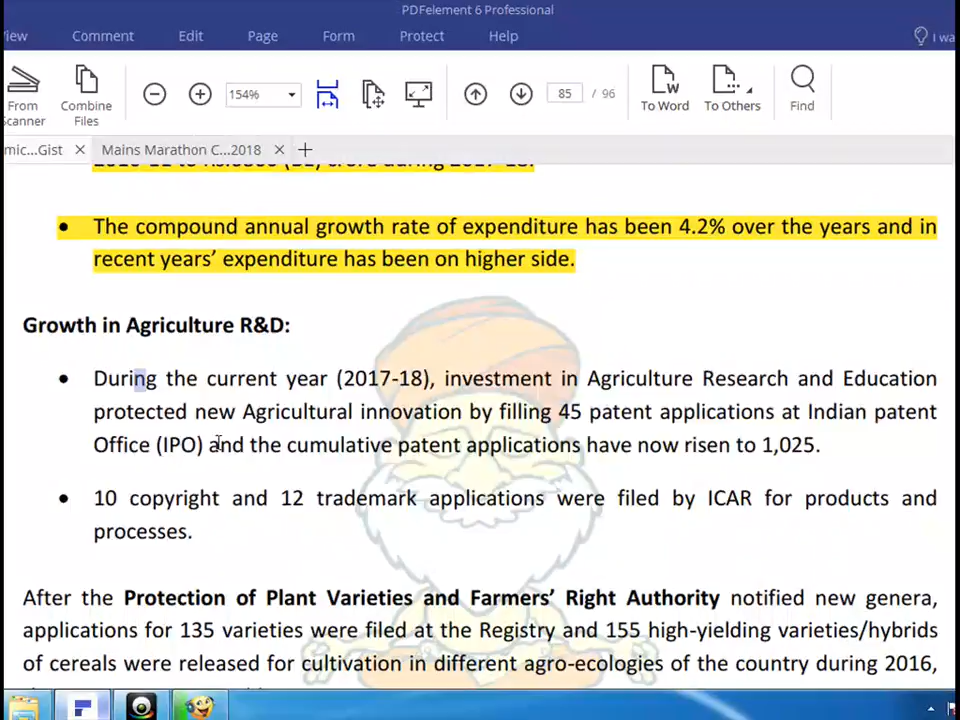 PDFelement 6 Professional
View Comment Edit Page Form Protect Help I wa
From Scanner
Combine Files
154%
85 / 96
To Word
To Others
Find
mic...Gist × Mains Marathon C...2018 × +
The compound annual growth rate of expenditure has been 4.2% over the years and in
recent years’ expenditure has been on higher side.
Growth in Agriculture R&D:
During the current year (2017-18), investment in Agriculture Research and Education
protected new Agricultural innovation by filling 45 patent applications at Indian patent
Office (IPO) and the cumulative patent applications have now risen to 1,025.
10 copyright and 12 trademark applications were filed by ICAR for products and
processes.
After the Protection of Plant Varieties and Farmers’ Right Authority notified new genera,
applications for 135 varieties were filed at the Registry and 155 high-yielding varieties/hybrids
of cereals were released for cultivation in different agro-ecologies of the country during 2016,